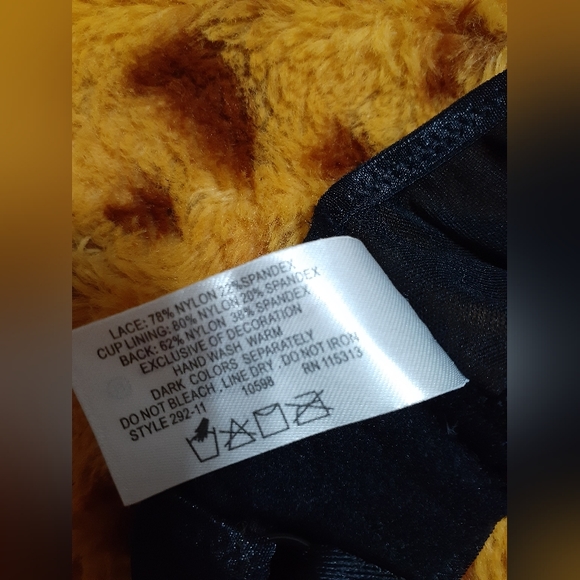 LACE: 78% NYLON 22% SPANDEX
CUP LINING: 80% NYLON 20% SPANDEX
BACK: 62% NYLON 38% SPANDEX
EXCLUSIVE OF DECORATION
HAND WASH WARM
DARK COLORS SEPARATELY
DO NOT BLEACH . LINE DRY . DO NOT IRON
STYLE 292-11 10598 RN 115313